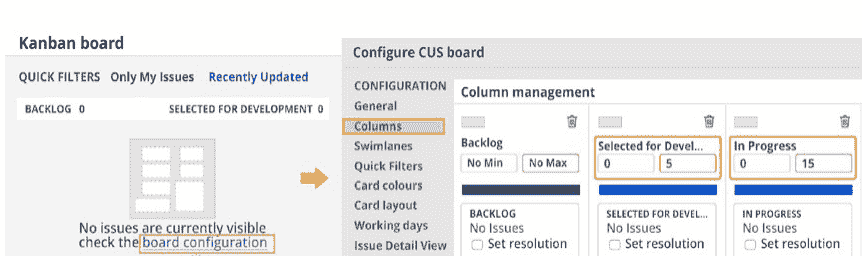 Kanban board
QUICK FILTERS Only My Issues Recently Updated
BACKLOG 0 SELECTED FOR DEVELOPMENT 0
No issues are currently visible
check the board configuration
Configure CUS board
CONFIGURATION
General
Columns
Swimlanes
Quick Filters
Card colours
Card layout
Working days
Issue Detail View
Column management
Backlog
No Min No Max
BACKLOG
No Issues
Set resolution
Selected for Devel...
0 5
SELECTED FOR DEVEL...
No Issues
Set resolution
In Progress
0 15
IN PROGRESS
No Issues
Set resolution